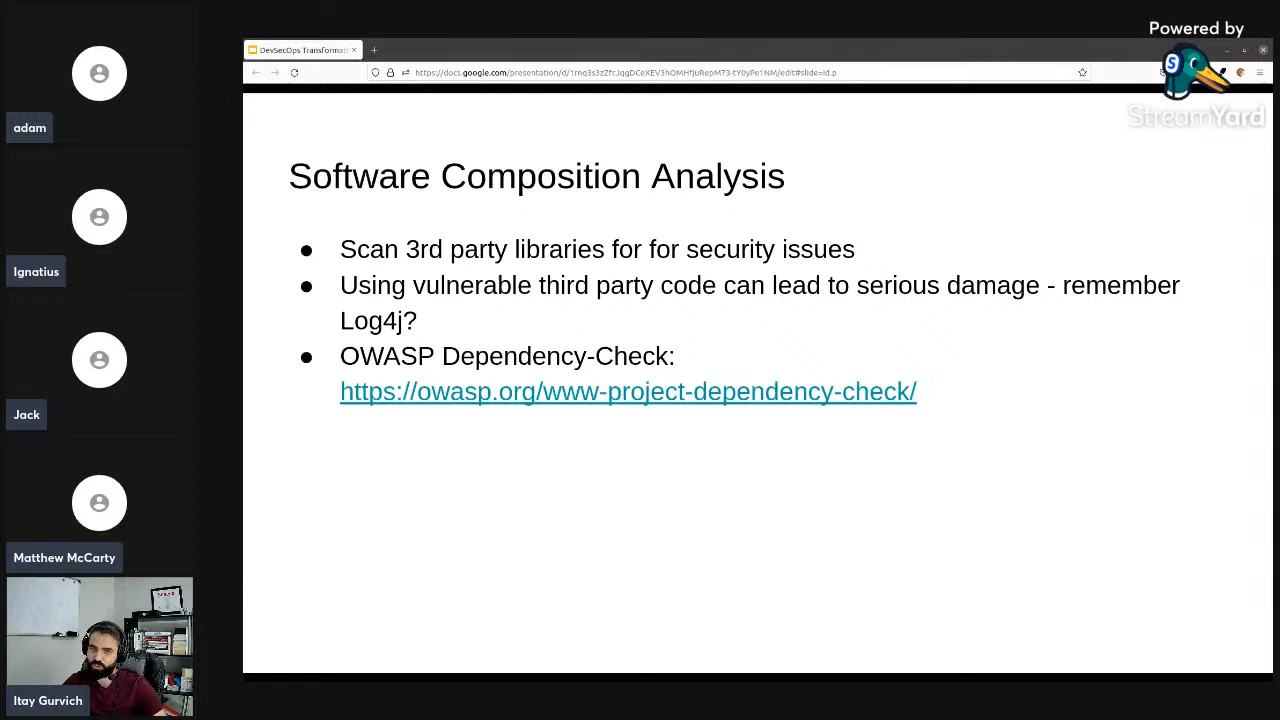 Powered by
StreamYard
DevSecOps Transformati
https://docs.google.com/presentation/d/
Software Composition Analysis
● Scan 3rd party libraries for for security issues
● Using vulnerable third party code can lead to serious damage - remember
Log4j?
● OWASP Dependency-Check:
https://owasp.org/www-project-dependency-check/
adam
Ignatius
Jack
Matthew McCarty
Itay Gurvich